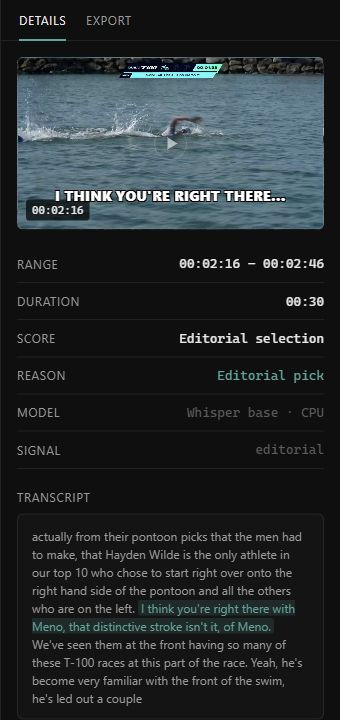 DETAILS EXPORT
00:02:16
I THINK YOU'RE RIGHT THERE...
00:02:16
RANGE 00:02:16 – 00:02:46
DURATION 00:30
SCORE Editorial selection
REASON Editorial pick
MODEL Whisper base · CPU
SIGNAL editorial
TRANSCRIPT
actually from their pontoon picks that the men had
to make, that Hayden Wilde is the only athlete in
our top 10 who chose to start right over onto the
right hand side of the pontoon and all the others
who are on the left. I think you're right there with
Meno, that distinctive stroke isn't it, of Meno.
We've seen them at the front having so many of
these T-100 races at this part of the race. Yeah, he's
become very familiar with the front of the swim,
he's led out a couple